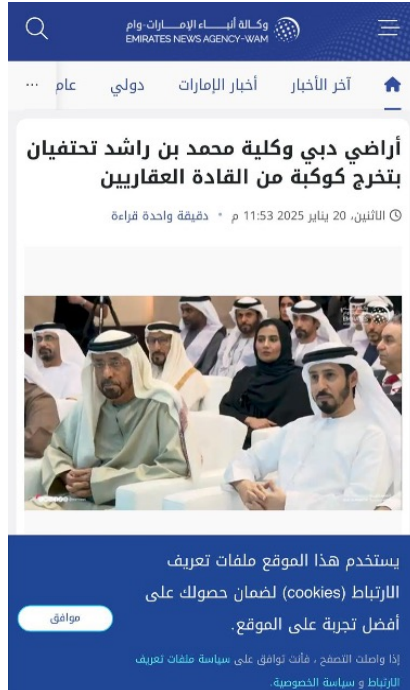 وكالة أنباء الإمارات-وام
EMIRATES NEWS AGENCY-WAM
آخر الأخبار
أخبار الإمارات
دولي
عام
...
أراضي دبي وكلية محمد بن راشد تحتفيان
بتخرج كوكبة من القادة العقاريين
الاثنين، 20 يناير 2025 11:53 م • دقيقة واحدة قراءة
يستخدم هذا الموقع ملفات تعريف
الارتباط (cookies) لضمان حصولك على
أفضل تجربة على الموقع.
موافق
إذا واصلت التصفح ، فأنت توافق على سياسة ملفات تعريف
الارتباط و سياسة الخصوصية.